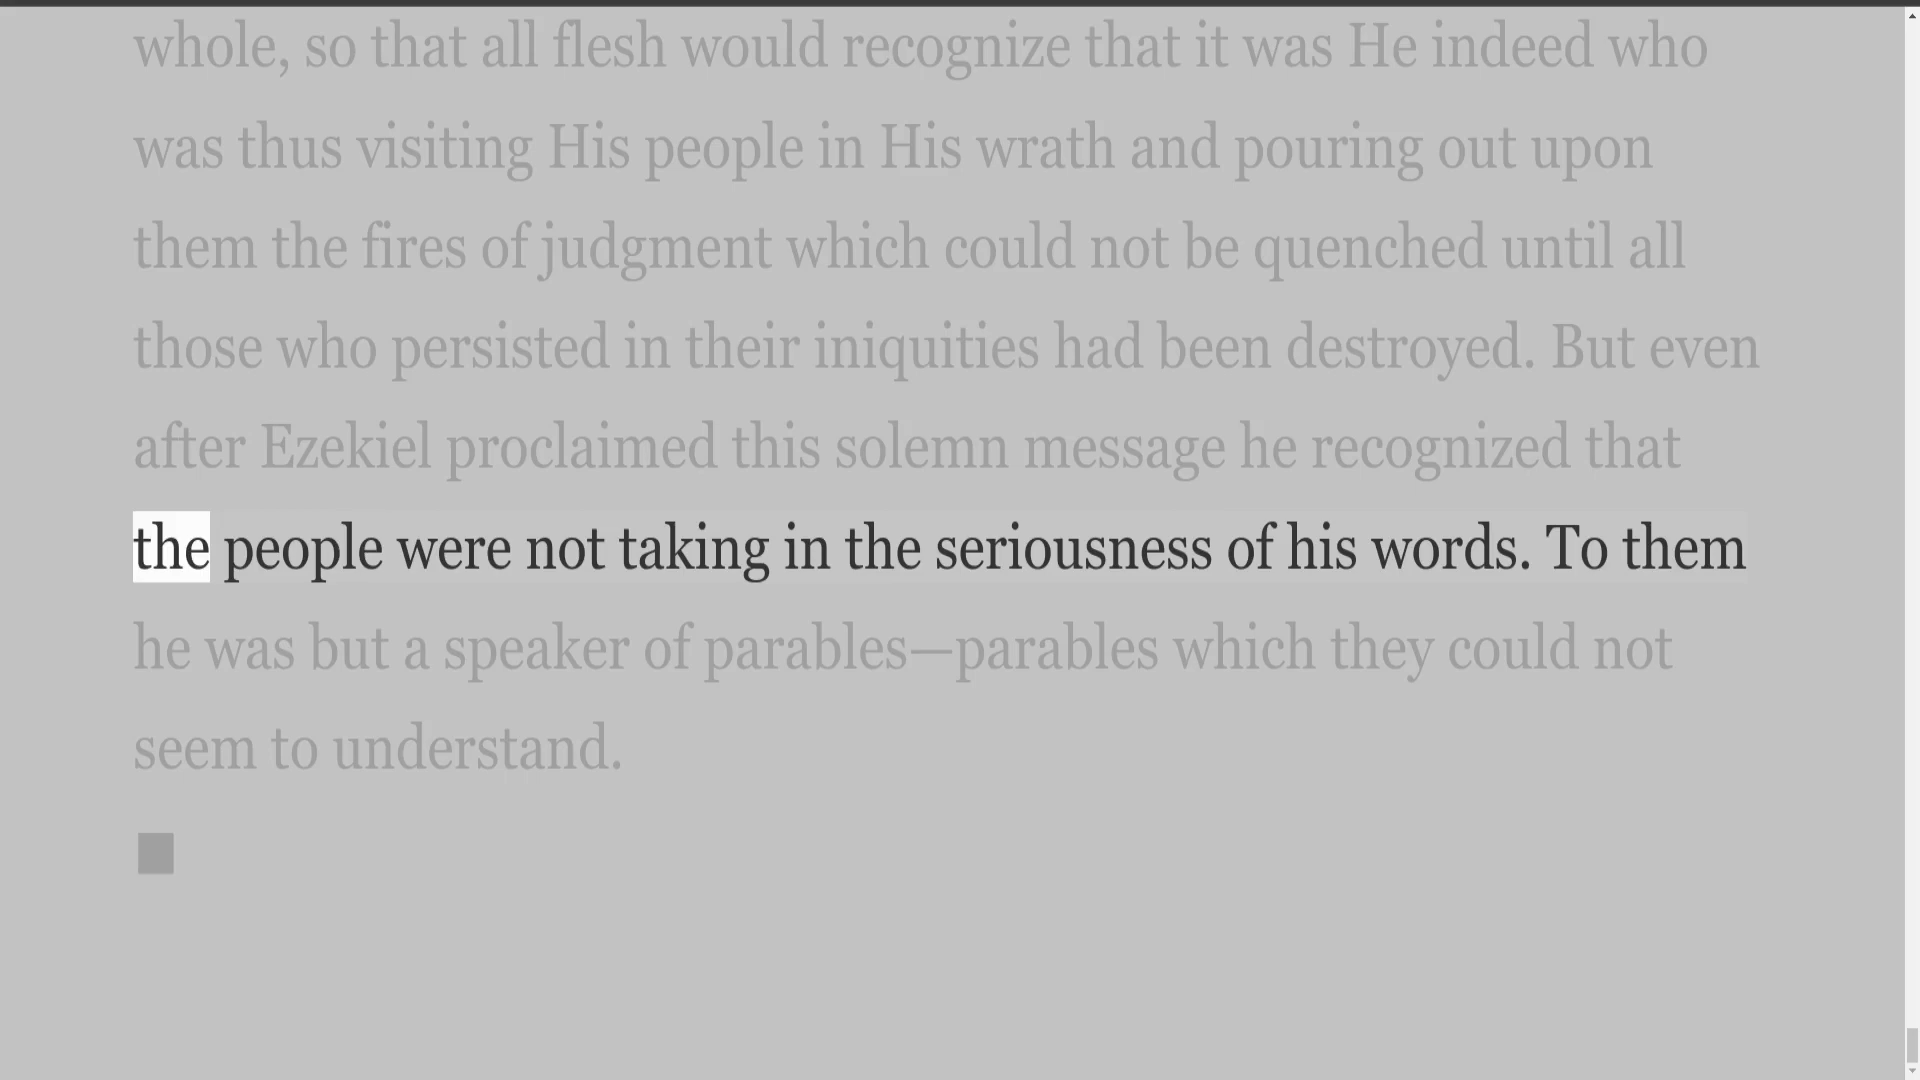 whole, so that all flesh would recognize that it was He indeed who
was thus visiting His people in His wrath and pouring out upon
them the fires of judgment which could not be quenched until all
those who persisted in their iniquities had been destroyed. But even
after Ezekiel proclaimed this solemn message he recognized that
the people were not taking in the seriousness of his words. To them
he was but a speaker of parables—parables which they could not
seem to understand.